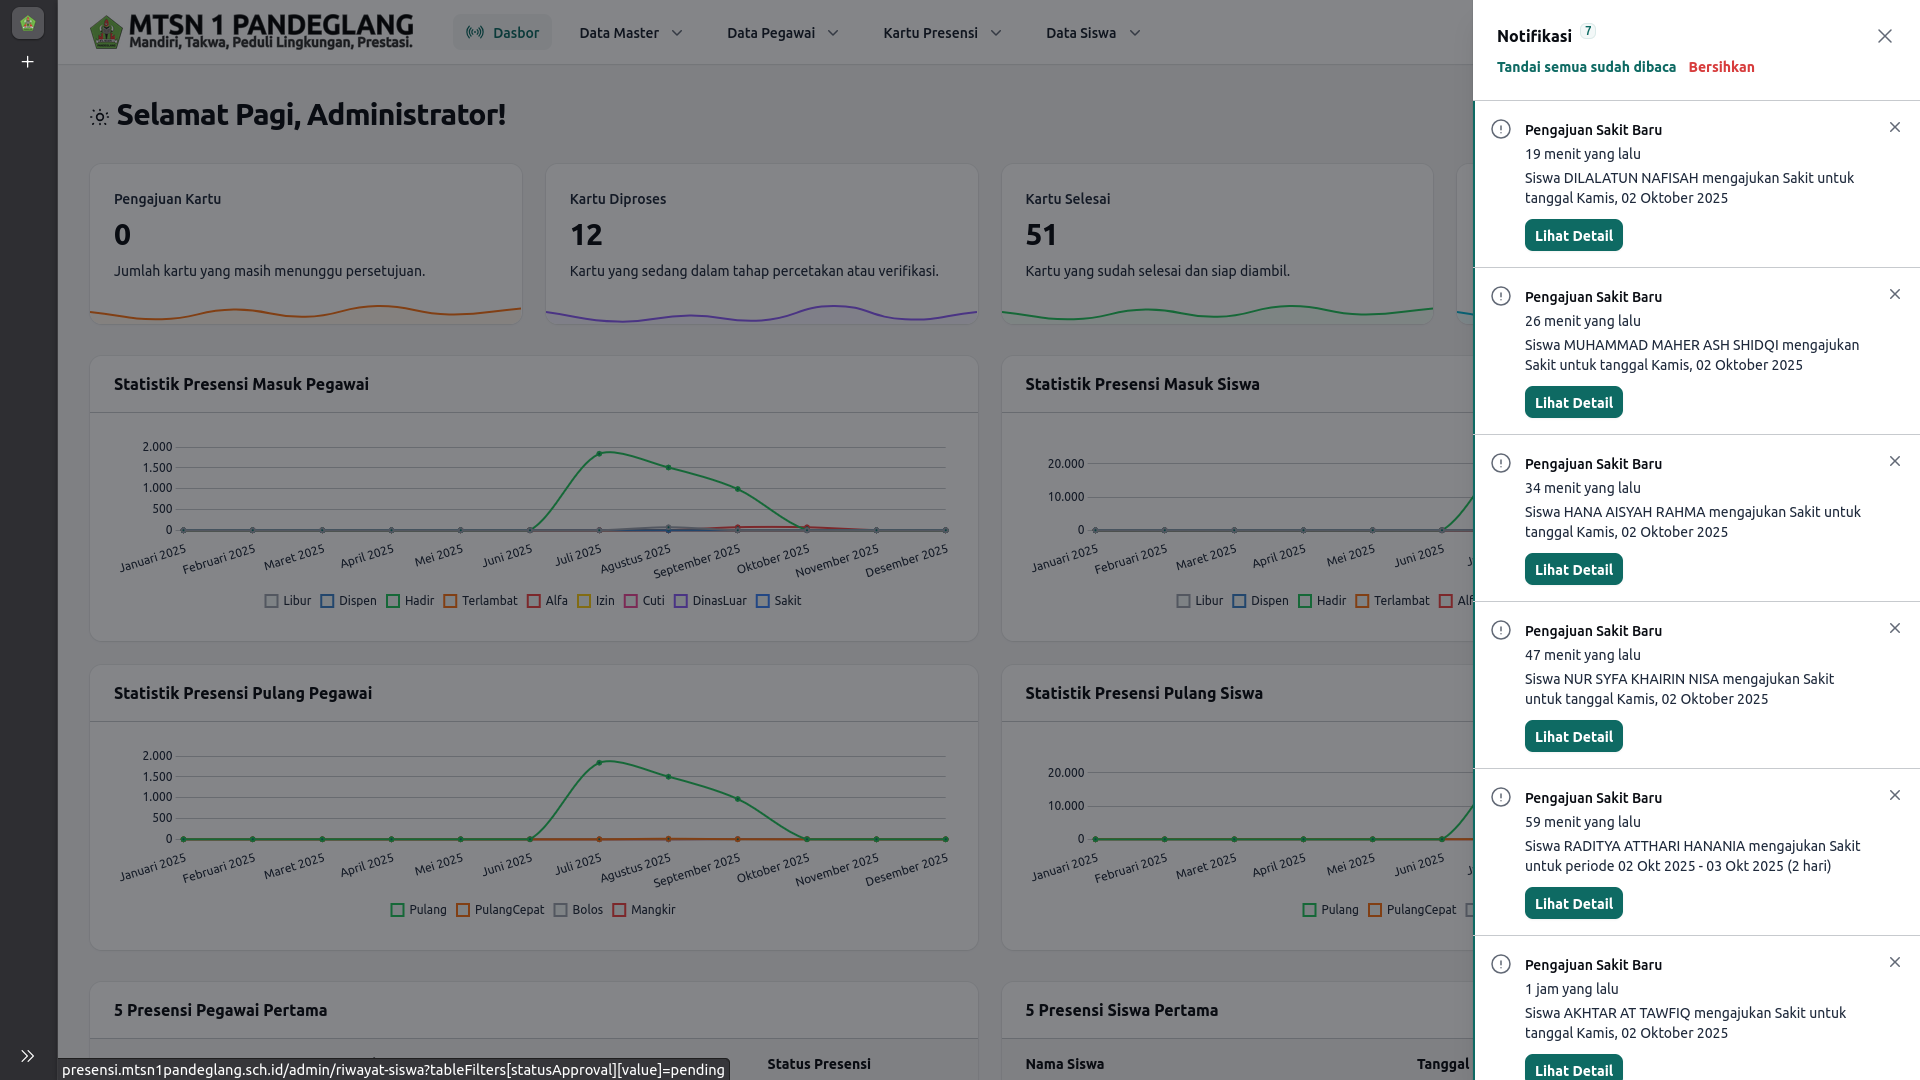 MTSN 1 PANDEGLANG
Mandiri, Takwa, Peduli Lingkungan, Prestasi.
Dasbor
Data Master
Data Pegawai
Kartu Presensi
Data Siswa
Selamat Pagi, Administrator!
Pengajuan Kartu
0
Jumlah kartu yang masih menunggu persetujuan.
Kartu Diproses
12
Kartu yang sedang dalam tahap percetakan atau verifikasi.
Kartu Selesai
51
Kartu yang sudah selesai dan siap diambil.
Statistik Presensi Masuk Pegawai
2.000
1.500
1.000
500
0
Januari 2025
Februari 2025
Maret 2025
April 2025
Mei 2025
Juni 2025
Juli 2025
Agustus 2025
September 2025
Oktober 2025
November 2025
Desember 2025
Libur
Dispen
Hadir
Terlambat
Alfa
Izin
Cuti
DinasLuar
Sakit
Statistik Presensi Masuk Siswa
20.000
10.000
0
Januari 2025
Februari 2025
Maret 2025
April 2025
Mei 2025
Juni 2025
Libur
Dispen
Hadir
Terlambat
Statistik Presensi Pulang Pegawai
2.000
1.500
1.000
500
0
Januari 2025
Februari 2025
Maret 2025
April 2025
Mei 2025
Juni 2025
Juli 2025
Agustus 2025
September 2025
Oktober 2025
November 2025
Desember 2025
Pulang
PulangCepat
Bolos
Mangkir
Statistik Presensi Pulang Siswa
20.000
10.000
0
Januari 2025
Februari 2025
Maret 2025
April 2025
Mei 2025
Juni 2025
Pulang
PulangCepat
5 Presensi Pegawai Pertama
Status Presensi
5 Presensi Siswa Pertama
Nama Siswa
Tanggal
presensi.mtsn1pandeglang.sch.id/admin/riwayat-siswa?tableFilters[statusApproval][value]=pending
Notifikasi 7
Tandai semua sudah dibaca Bersihkan
Pengajuan Sakit Baru
19 menit yang lalu
Siswa DILALATUN NAFISAH mengajukan Sakit untuk
tanggal Kamis, 02 Oktober 2025
Lihat Detail
Pengajuan Sakit Baru
26 menit yang lalu
Siswa MUHAMMAD MAHER ASH SHIDQI mengajukan
Sakit untuk tanggal Kamis, 02 Oktober 2025
Lihat Detail
Pengajuan Sakit Baru
34 menit yang lalu
Siswa HANA AISYAH RAHMA mengajukan Sakit untuk
tanggal Kamis, 02 Oktober 2025
Lihat Detail
Pengajuan Sakit Baru
47 menit yang lalu
Siswa NUR SYFA KHAIRIN NISA mengajukan Sakit
untuk tanggal Kamis, 02 Oktober 2025
Lihat Detail
Pengajuan Sakit Baru
59 menit yang lalu
Siswa RADITYA ATTHARI HANANIA mengajukan Sakit
untuk periode 02 Okt 2025 - 03 Okt 2025 (2 hari)
Lihat Detail
Pengajuan Sakit Baru
1 jam yang lalu
Siswa AKHTAR AT TAWFIQ mengajukan Sakit untuk
tanggal Kamis, 02 Oktober 2025
Lihat Detail